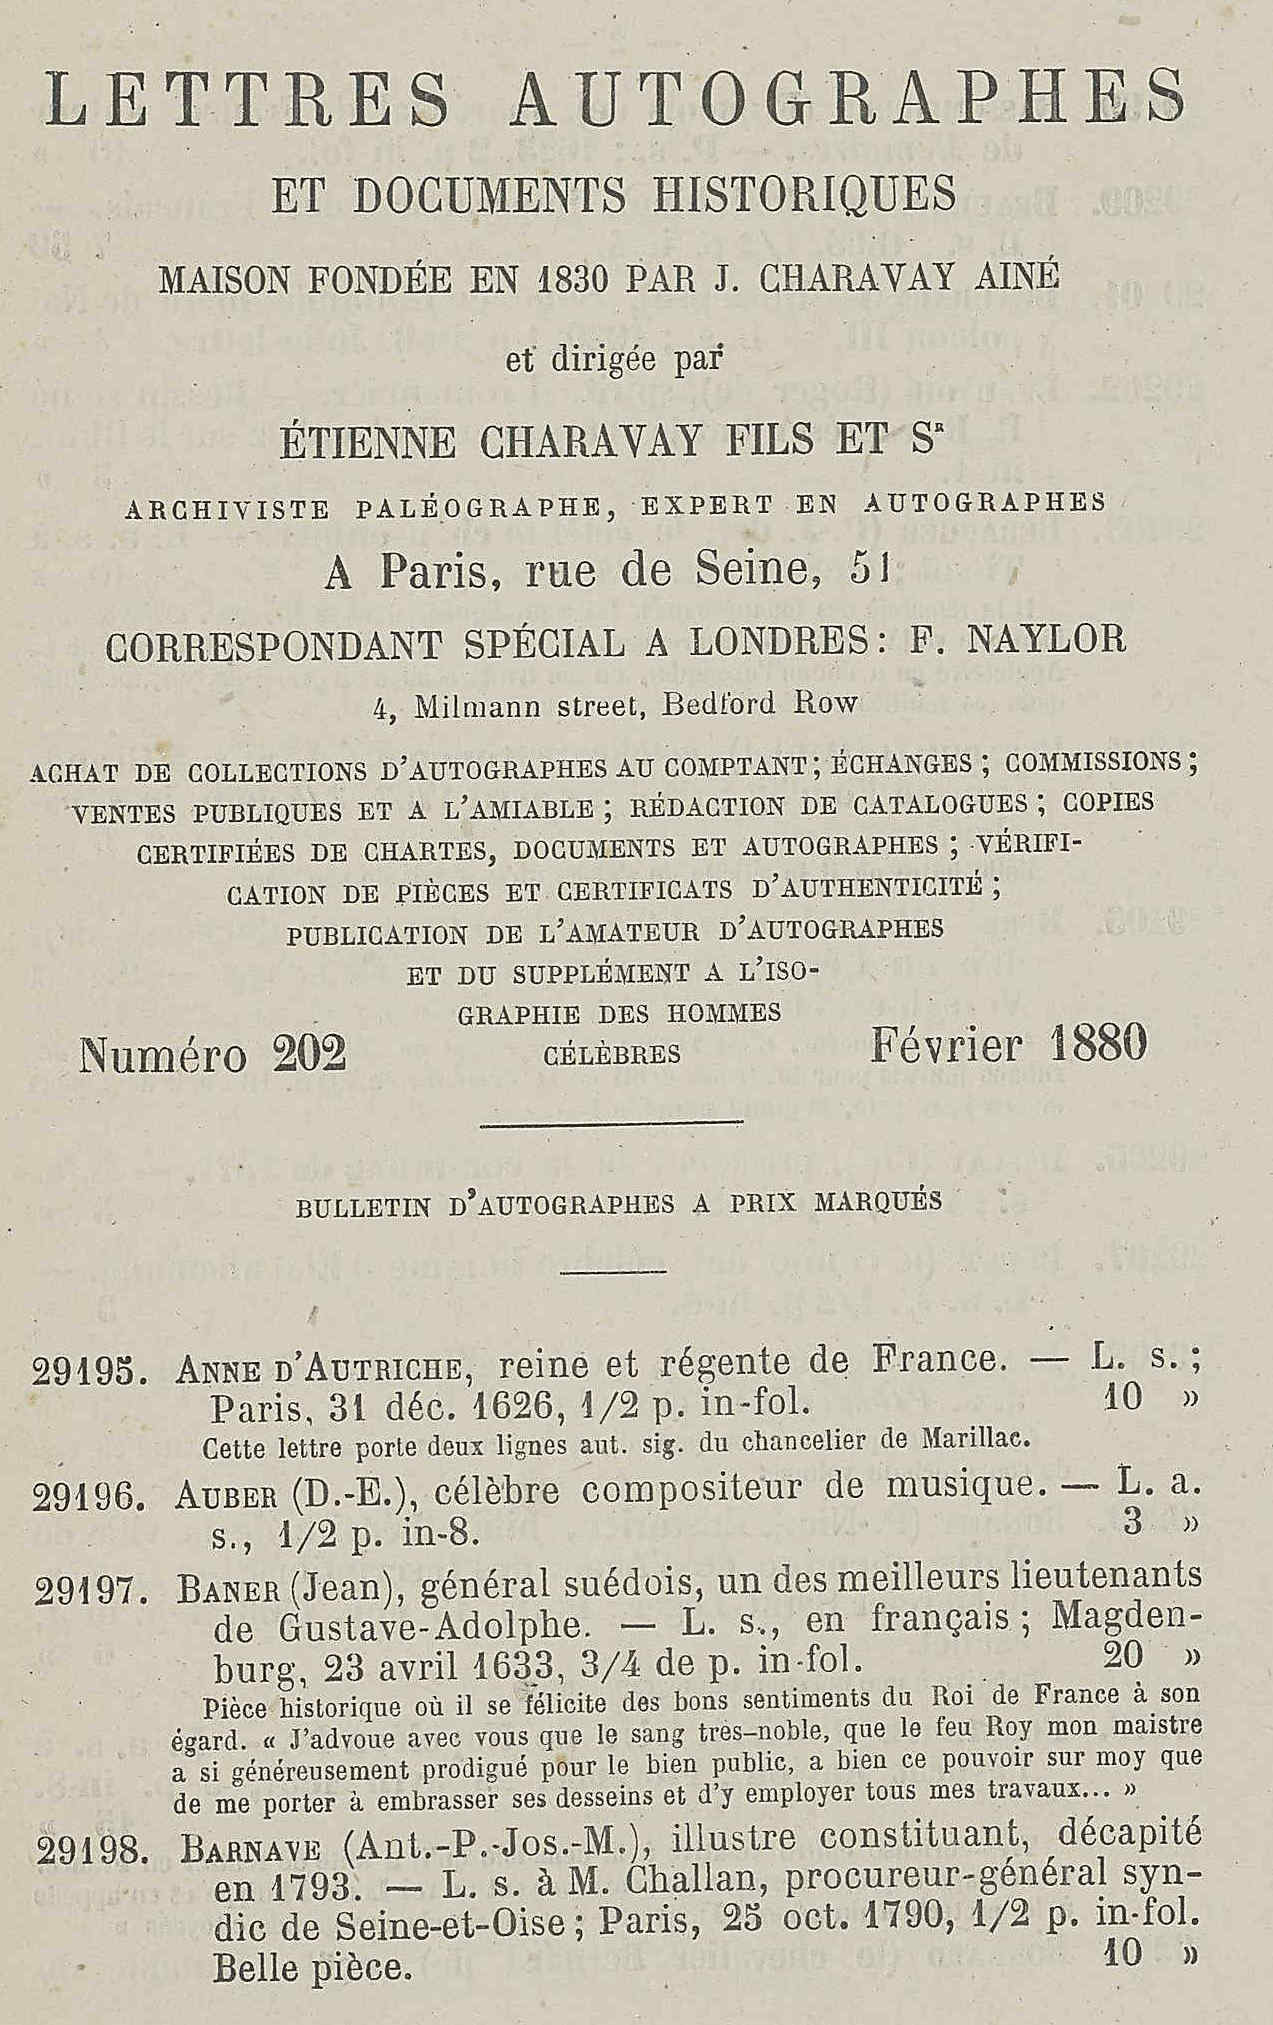 LETTRES AUTOGRAPHES
ET DOCUMENTS HISTORIQUES
MAISON FONDÉE EN 1830 PAR J. CHARAVAY AINÉ
et dirigée par
ÉTIENNE CHARAVAY FILS ET Sʀ
ARCHIVISTE PALÉOGRAPHE, EXPERT EN AUTOGRAPHES
A Paris, rue de Seine, 51
CORRESPONDANT SPÉCIAL A LONDRES : F. NAYLOR
4, Milmann street, Bedford Row
ACHAT DE COLLECTIONS D'AUTOGRAPHES AU COMPTANT ; ÉCHANGES ; COMMISSIONS ;
VENTES PUBLIQUES ET A L'AMIABLE ; RÉDACTION DE CATALOGUES ; COPIES
CERTIFIÉES DE CHARTES, DOCUMENTS ET AUTOGRAPHES ; VÉRIFI-
CATION DE PIÈCES ET CERTIFICATS D'AUTHENTICITÉ ;
PUBLICATION DE L'AMATEUR D'AUTOGRAPHES
ET DU SUPPLÉMENT A L'ISO-
GRAPHIE DES HOMMES
Numéro 202 CÉLÈBRES Février 1880
BULLETIN D'AUTOGRAPHES A PRIX MARQUÉS
29195. ANNE D'AUTRICHE, reine et régente de France. — L. s. ;
Paris, 31 déc. 1626, 1/2 p. in-fol. 10 »
Cette lettre porte deux lignes aut. sig. du chancelier de Marillac.
29196. AUBER (D.-E.), célèbre compositeur de musique. — L. a.
s., 1/2 p. in-8. 3 »
29197. BANER (Jean), général suédois, un des meilleurs lieutenants
de Gustave-Adolphe. — L. s., en français ; Magden-
burg, 23 avril 1633, 3/4 de p. in-fol. 20 »
Pièce historique où il se félicite des bons sentiments du Roi de France à son
égard. « J'advoue avec vous que le sang très-noble, que le feu Roy mon maistre
a si généreusement prodigué pour le bien public, a bien ce pouvoir sur moy que
de me porter à embrasser ses desseins et d'y employer tous mes travaux... »
29198. BARNAVE (Ant.-P.-Jos.-M.), illustre constituant, décapité
en 1793. — L. s. à M. Challan, procureur-général syn-
dic de Seine-et-Oise ; Paris, 25 oct. 1790, 1/2 p. in-fol.
Belle pièce. 10 »